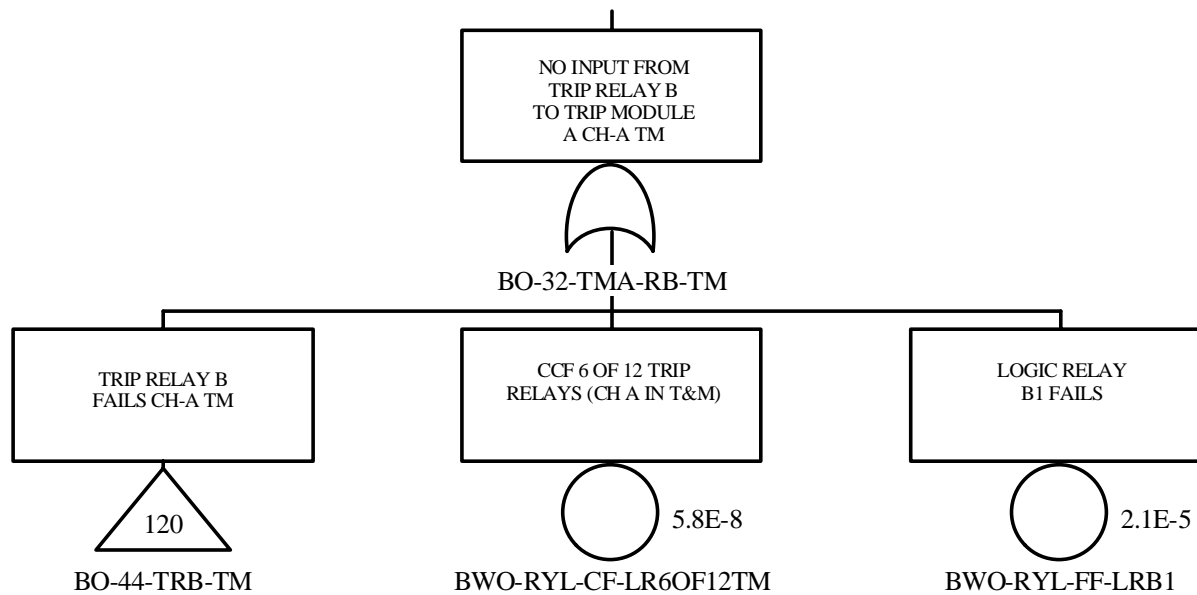 NO INPUT FROM
TRIP RELAY B
TO TRIP MODULE
A CH-A TM
BO-32-TMA-RB-TM
TRIP RELAY B
FAILS CH-A TM
CCF 6 OF 12 TRIP
RELAYS (CH A IN T&M)
LOGIC RELAY
B1 FAILS
120
5.8E-8
2.1E-5
BO-44-TRB-TM
BWO-RYL-CF-LR6OF12TM
BWO-RYL-FF-LRB1